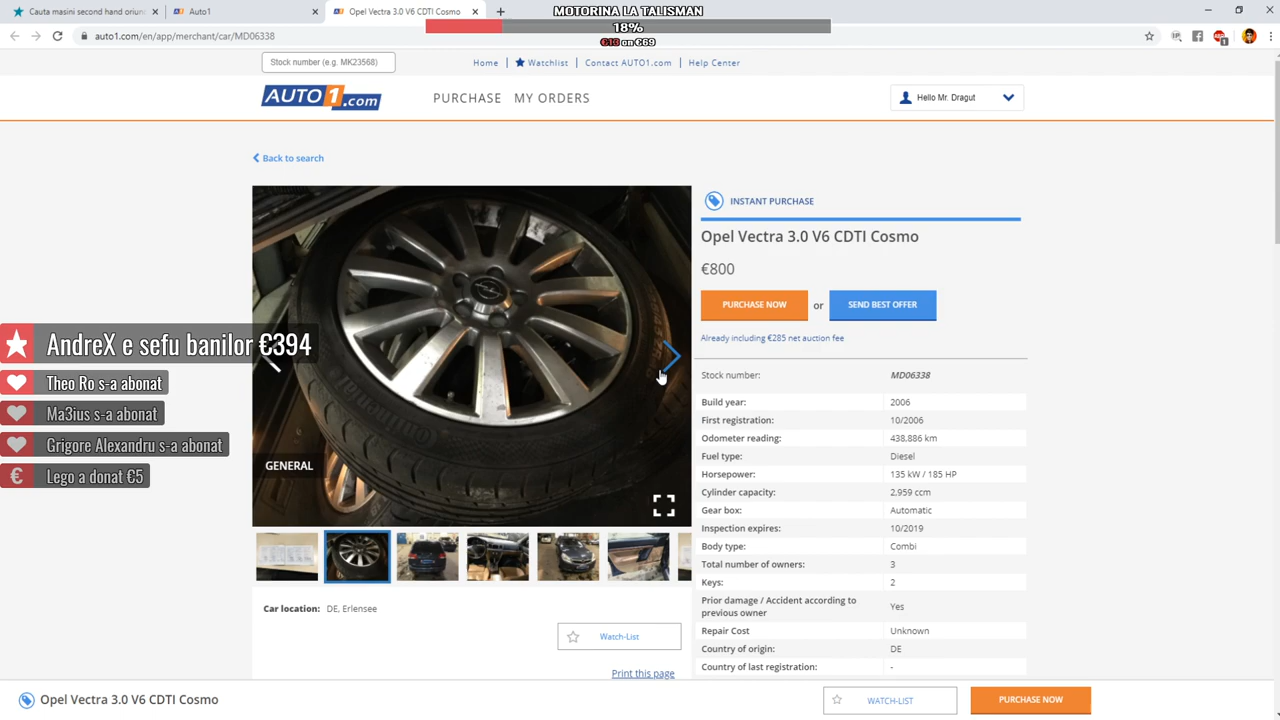 Cauta masini second hand oriun
Auto1
Opel Vectra 3.0 V6 CDTI Cosmo
MOTORINA LA TALISMAN
18%
€13 on €69
auto1.com/en/app/merchant/car/MD06338
Stock number (e.g. MK23568)
Home
Watchlist
Contact AUTO1.com
Help Center
AUTO1.com
PURCHASE
MY ORDERS
Hello Mr. Dragut
Back to search
INSTANT PURCHASE
Opel Vectra 3.0 V6 CDTI Cosmo
€800
PURCHASE NOW
or
SEND BEST OFFER
Already including €285 net auction fee
AndreX e sefu banilor €394
Theo Ro s-a abonat
Ma3ius s-a abonat
Grigore Alexandru s-a abonat
Lego a donat €5
GENERAL
Stock number: MD06338
Build year: 2006
First registration: 10/2006
Odometer reading: 438,886 km
Fuel type: Diesel
Horsepower: 135 kW / 185 HP
Cylinder capacity: 2,959 ccm
Gear box: Automatic
Inspection expires: 10/2019
Body type: Combi
Total number of owners: 3
Keys: 2
Prior damage / Accident according to
previous owner Yes
Repair Cost Unknown
Country of origin: DE
Country of last registration: -
Car location: DE, Erlensee
Watch-List
Print this page
Opel Vectra 3.0 V6 CDTI Cosmo
WATCH-LIST
PURCHASE NOW